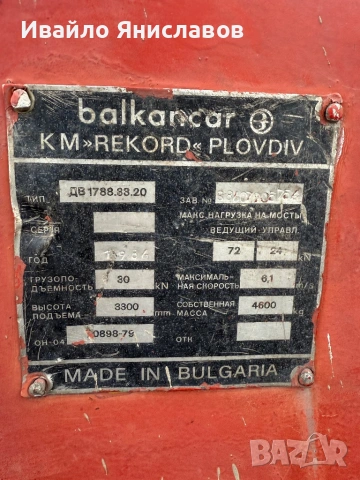 Ивайло Яниславов
balkancar
KM»REKORD« PLOVDIV
ТИП ДВ1788.33.20 ЗАВ. №
МАКС. НАГРУЗКА НА МОСТЫ
СЕРИЯ ВЕДУЩИЙ УПРАВЛ.
ГОД 72 24 kN
ГРУЗОПО-ДЪЕМНОСТЬ 30 kN МАКСИМАЛЬ-НАЯ СКОРОСТЬ 6,1 m/s
ВЫСОТА ПОДЪЕМА 3300 mm СОБСТВЕННАЯ МАССА 4600 kg
ОН-04 0898-79 ОТК
MADE IN BULGARIA
BAZAR